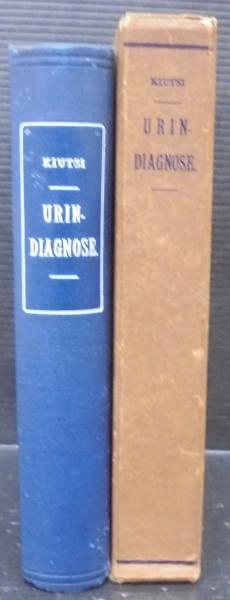 KIUTSI
URIN-
DIAGNOSE.
KIUTSI
URIN-
DIAGNOSE.